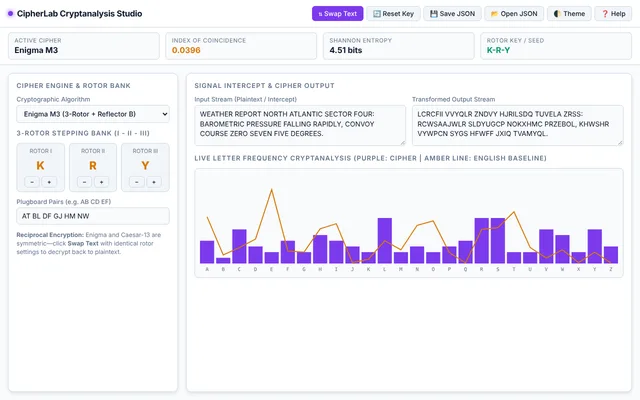 CipherLab Cryptanalysis Studio
⇅ Swap Text
🔄 Reset Key
💾 Save JSON
📂 Open JSON
🌓 Theme
❓ Help
ACTIVE CIPHER
Enigma M3
INDEX OF COINCIDENCE
0.0396
SHANNON ENTROPY
4.51 bits
ROTOR KEY / SEED
K-R-Y
CIPHER ENGINE & ROTOR BANK
Cryptographic Algorithm
Enigma M3 (3-Rotor + Reflector B)
3-ROTOR STEPPING BANK (I - II - III)
ROTOR I
ROTOR II
ROTOR III
K
R
Y
− + − + − +
Plugboard Pairs (e.g. AB CD EF)
AT BL DF GJ HM NW
Reciprocal Encryption: Enigma and Caesar-13 are
symmetric—click Swap Text with identical rotor
settings to decrypt back to plaintext.
SIGNAL INTERCEPT & CIPHER OUTPUT
Input Stream (Plaintext / Intercept)
WEATHER REPORT NORTH ATLANTIC SECTOR FOUR:
BAROMETRIC PRESSURE FALLING RAPIDLY, CONVOY
COURSE ZERO SEVEN FIVE DEGREES.
Transformed Output Stream
LCRCFII VVYQLR ZNDVY HJRILSDQ TUVELA ZRSS:
RCWSAAJWLR SLDYUGCP NOKXHMC PRZEBOL, KHWSHR
VYWPCN SYGS HFWFF JXIQ TVAMYQL.
LIVE LETTER FREQUENCY CRYPTANALYSIS (PURPLE: CIPHER | AMBER LINE: ENGLISH BASELINE)
A B C D E F G H I J K L M N O P Q R S T U V W X Y Z